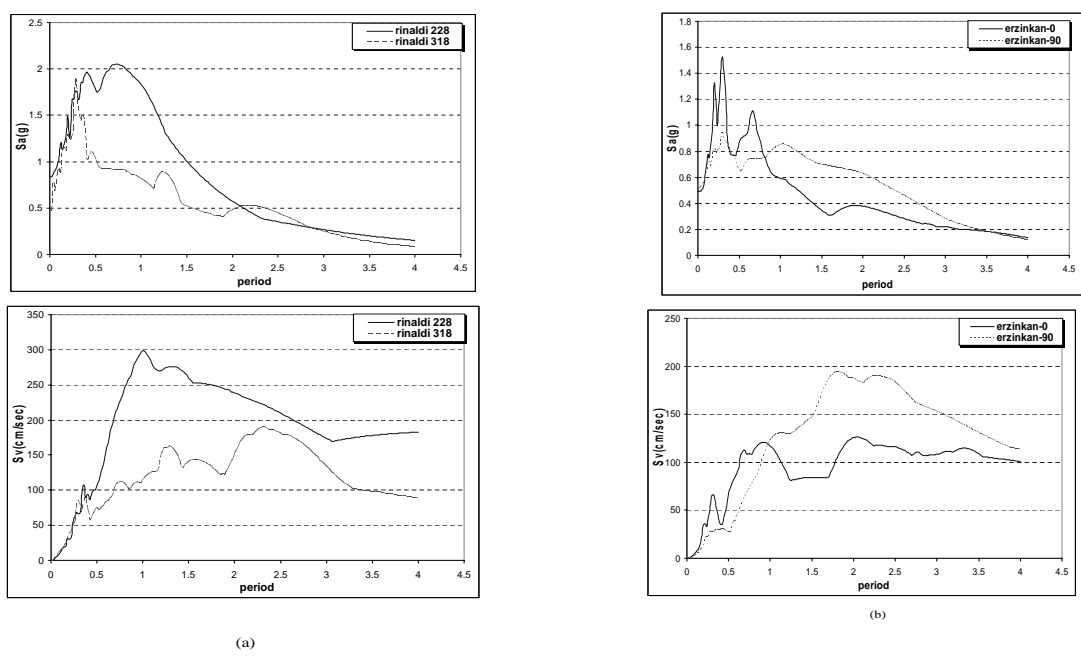 2.5
2
1.5
1
0.5
0
Sa(g)
rinaldi 228
rinaldi 318
0 0.5 1 1.5 2 2.5 3 3.5 4 4.5
period
1.8
1.6
1.4
1.2
1
0.8
0.6
0.4
0.2
0
Sa(g)
erzinkan-0
erzinkan-90
0 0.5 1 1.5 2 2.5 3 3.5 4 4.5
period
350
300
250
200
150
100
50
0
Sv(cm/sec)
rinaldi 228
rinaldi 318
0 0.5 1 1.5 2 2.5 3 3.5 4 4.5
period
(a)
250
200
150
100
50
0
Sv(cm/sec)
erzinkan-0
erzinkan-90
0 0.5 1 1.5 2 2.5 3 3.5 4 4.5
period
(b)